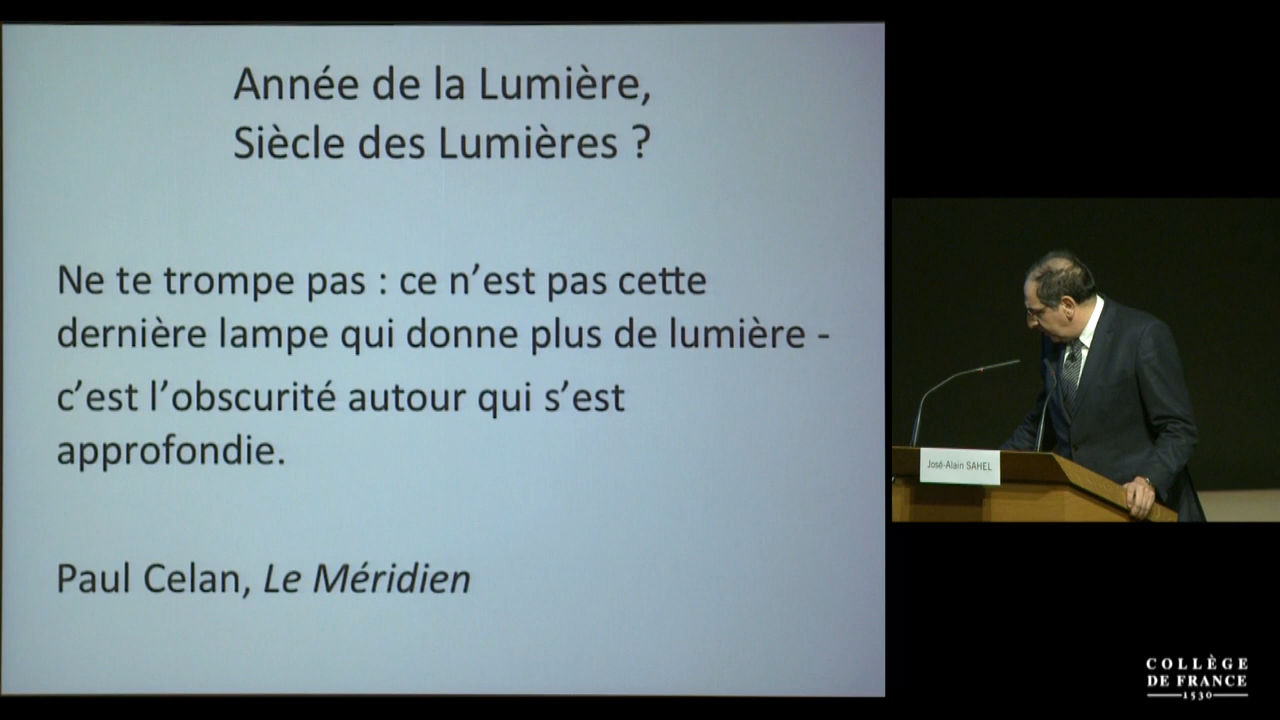 Année de la Lumière,
Siècle des Lumières ?
Ne te trompe pas : ce n’est pas cette
dernière lampe qui donne plus de lumière -
c’est l’obscurité autour qui s’est
approfondie.
Paul Celan, Le Méridien
José-Alain SAHEL
COLLÈGE
DE FRANCE
1530